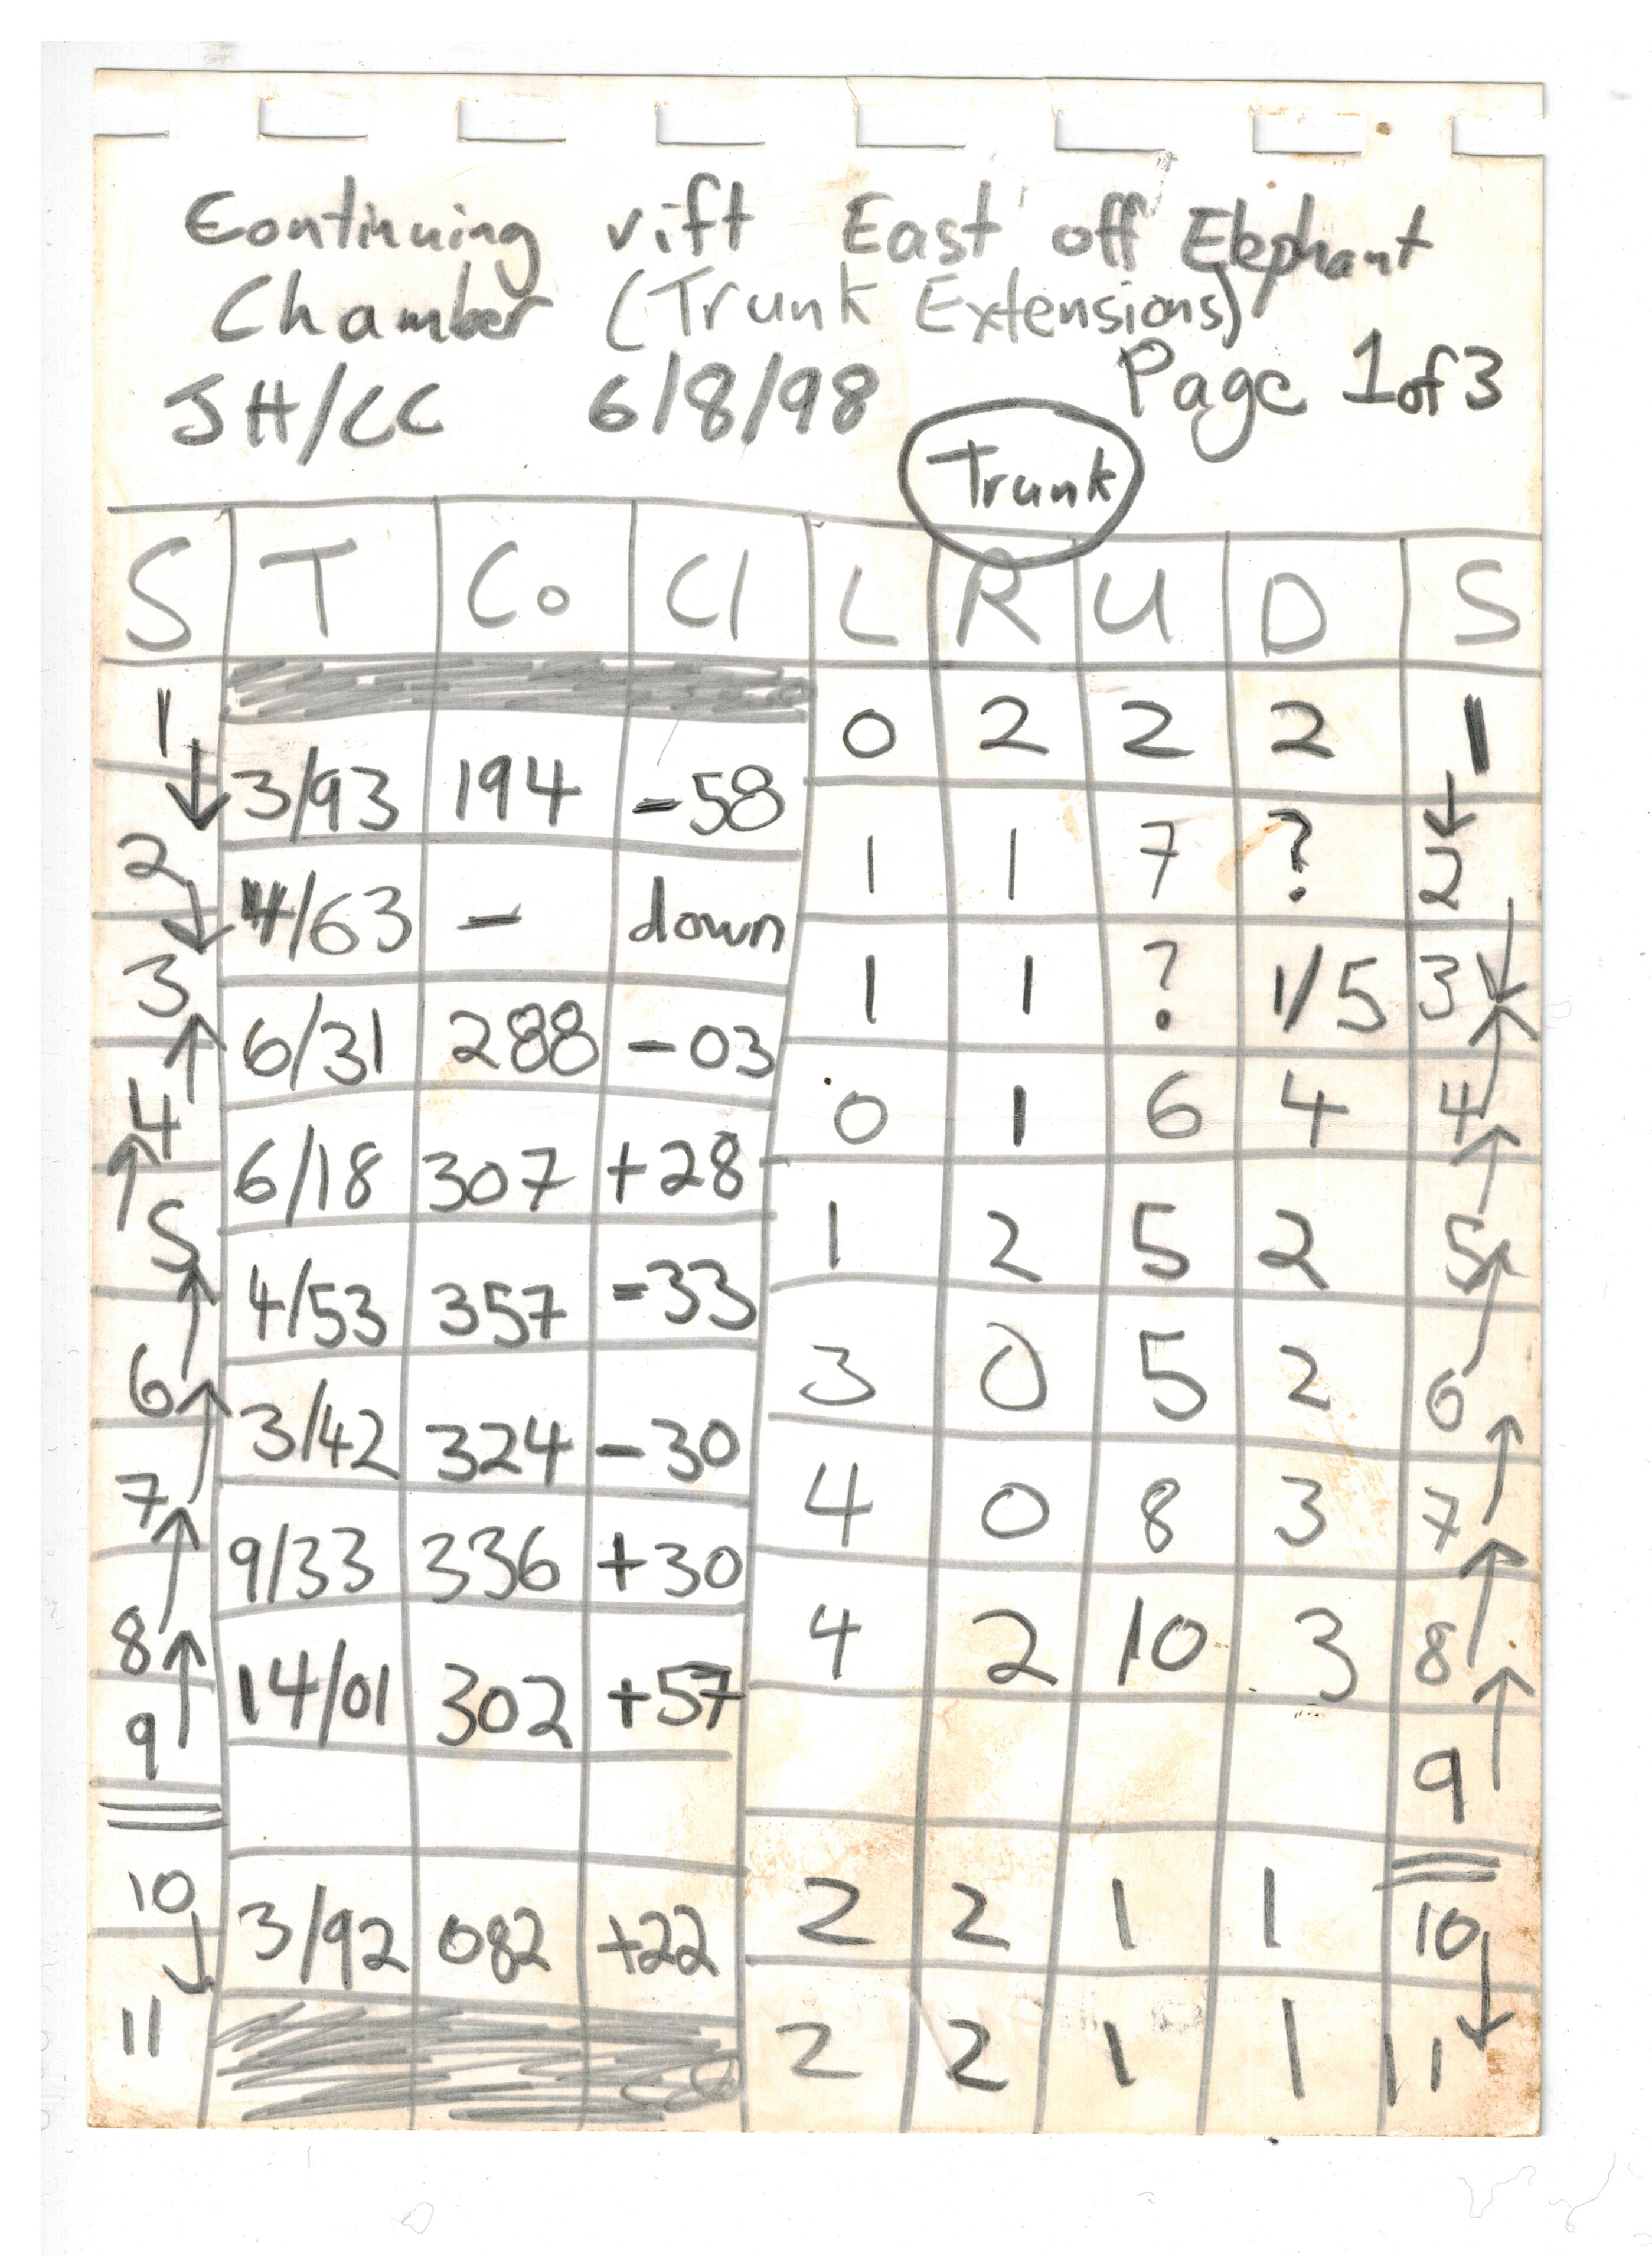 Continuing rift East off Elephant
Chamber (Trunk Extensions)
JH/CC 6/8/98 Page 1 of 3
Trunk
S T Co Cl L R U D S
1 0 2 2 2 1
3/93 194 -58
2 1 1 7 ? 2
4/63 - down
3 1 1 ? 1/5 3
6/31 288 -03
4 0 1 6 4 4
6/18 307 +28
5 1 2 5 2 5
4/53 357 -33
6 3 0 5 2 6
3/42 324 -30
7 4 0 8 3 7
9/33 336 +30
8 4 2 10 3 8
14/01 302 +57
9 9
10 2 2 1 1 10
3/92 082 +22
11 2 2 1 1 11